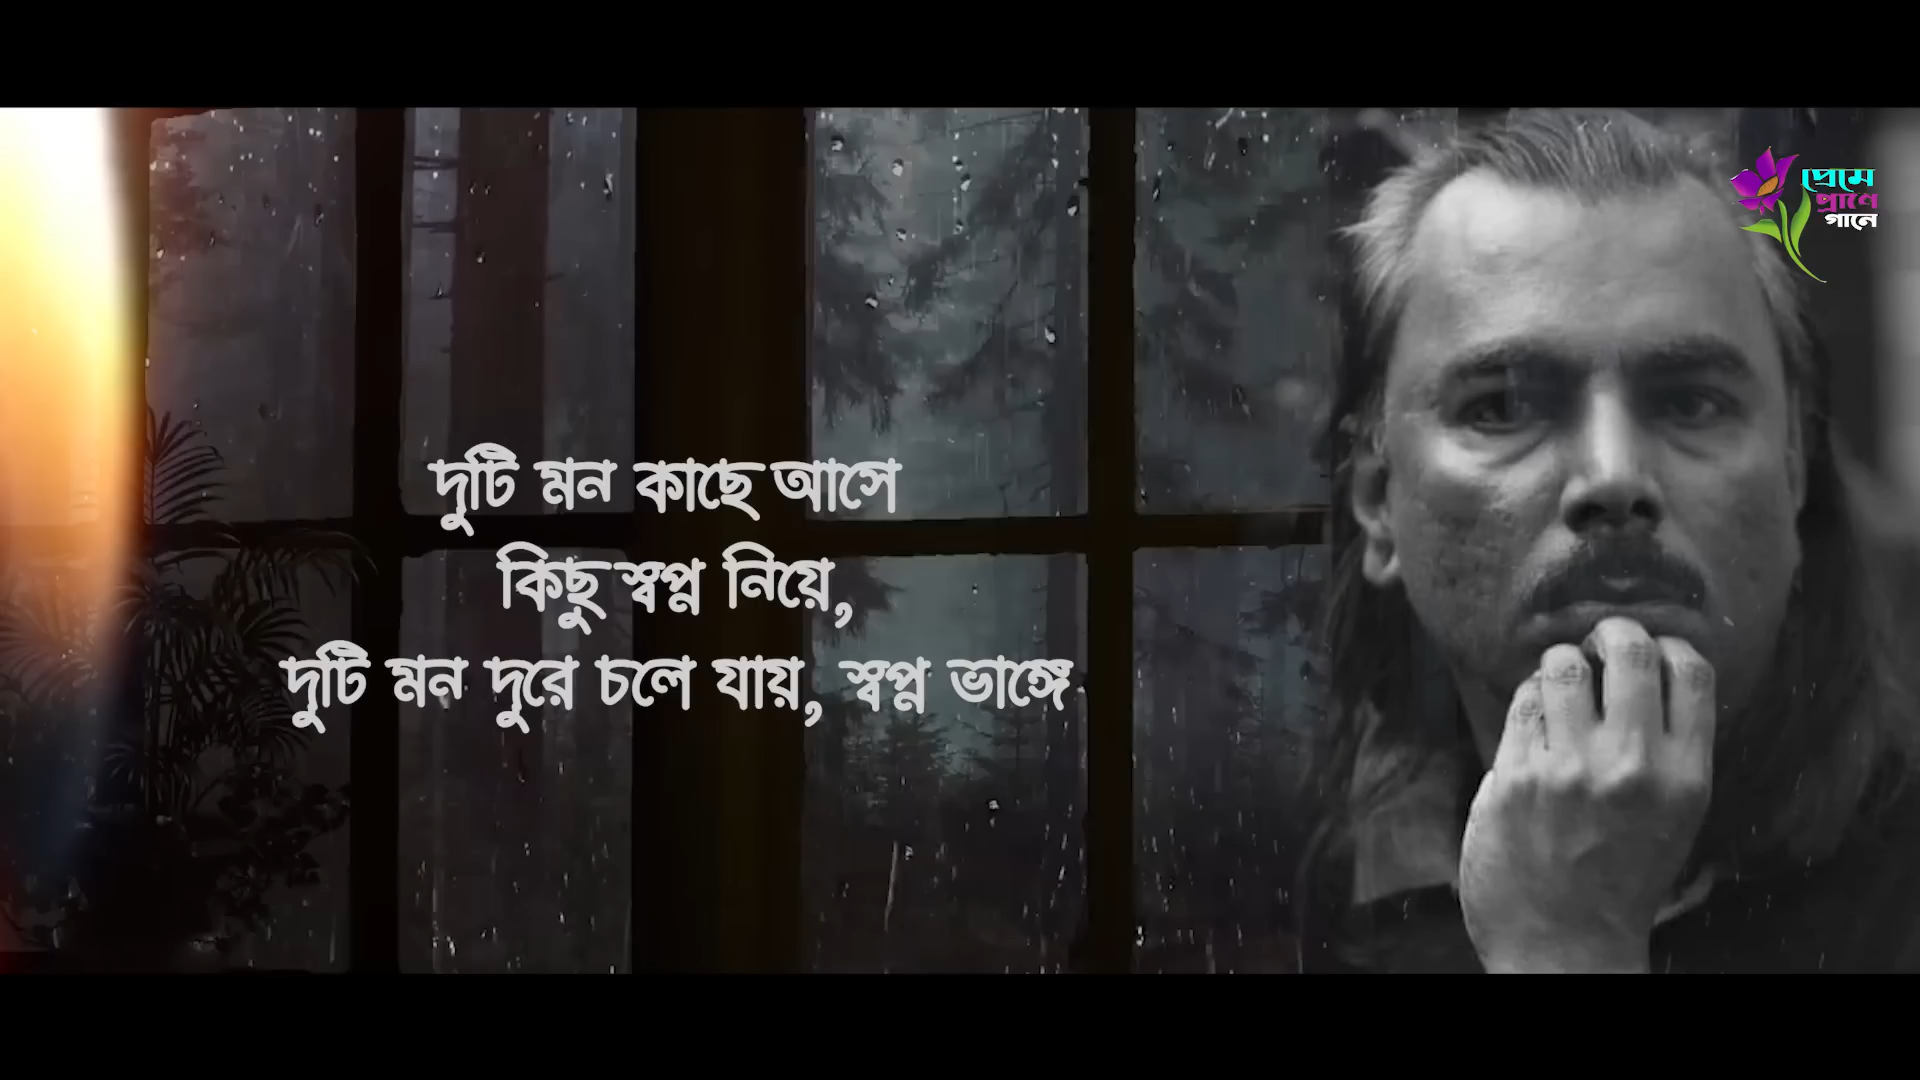 প্রেমে
প্রাণে
গানে
দুটি মন কাছে আসে
কিছু স্বপ্ন নিয়ে,
দুটি মন দুরে চলে যায়, স্বপ্ন ভাঙ্গে